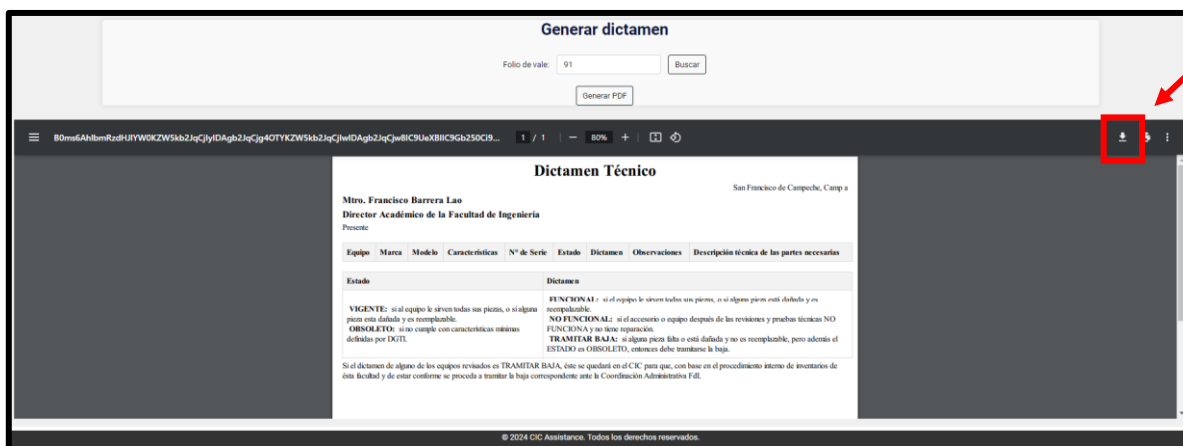 Generar dictamen
Folio de vale: 91 Buscar
Generar PDF
1 / 1 80%
Dictamen Técnico
San Francisco de Campeche, Camp a
Mtro. Francisco Barrera Lao
Director Académico de la Facultad de Ingeniería
Presente
Equipo Marca Modelo Características N° de Serie Estado Dictamen Observaciones Descripción técnica de las partes necesarias
Estado Dictamen
VIGENTE: si al equipo le sirven todas sus piezas, o si alguna
pieza esta dañada y es reemplazable.
OBSOLETO: si no cumple con características mínimas
definidas por DGTI.
FUNCIONAL: si el equipo le sirven todas sus piezas, o si alguna pieza está dañada y es
reempalazable.
NO FUNCIONAL: si el accesorio o equipo después de las revisiones y pruebas técnicas NO
FUNCIONA y no tiene reparación.
TRAMITAR BAJA: si alguna pieza falta o está dañada y no es reemplazable, pero además el
ESTADO es OBSOLETO, entonces debe tramitarse la baja.
Si el dictamen de alguno de los equipos revisados es TRAMITAR BAJA, éste se quedará en el CIC para que, con base en el procedimiento interno de inventarios de
ésta facultad y de estar conforme se proceda a tramitar la baja correspondiente ante la Coordinación Administrativa FdI.
© 2024 CIC Assistance. Todos los derechos reservados.